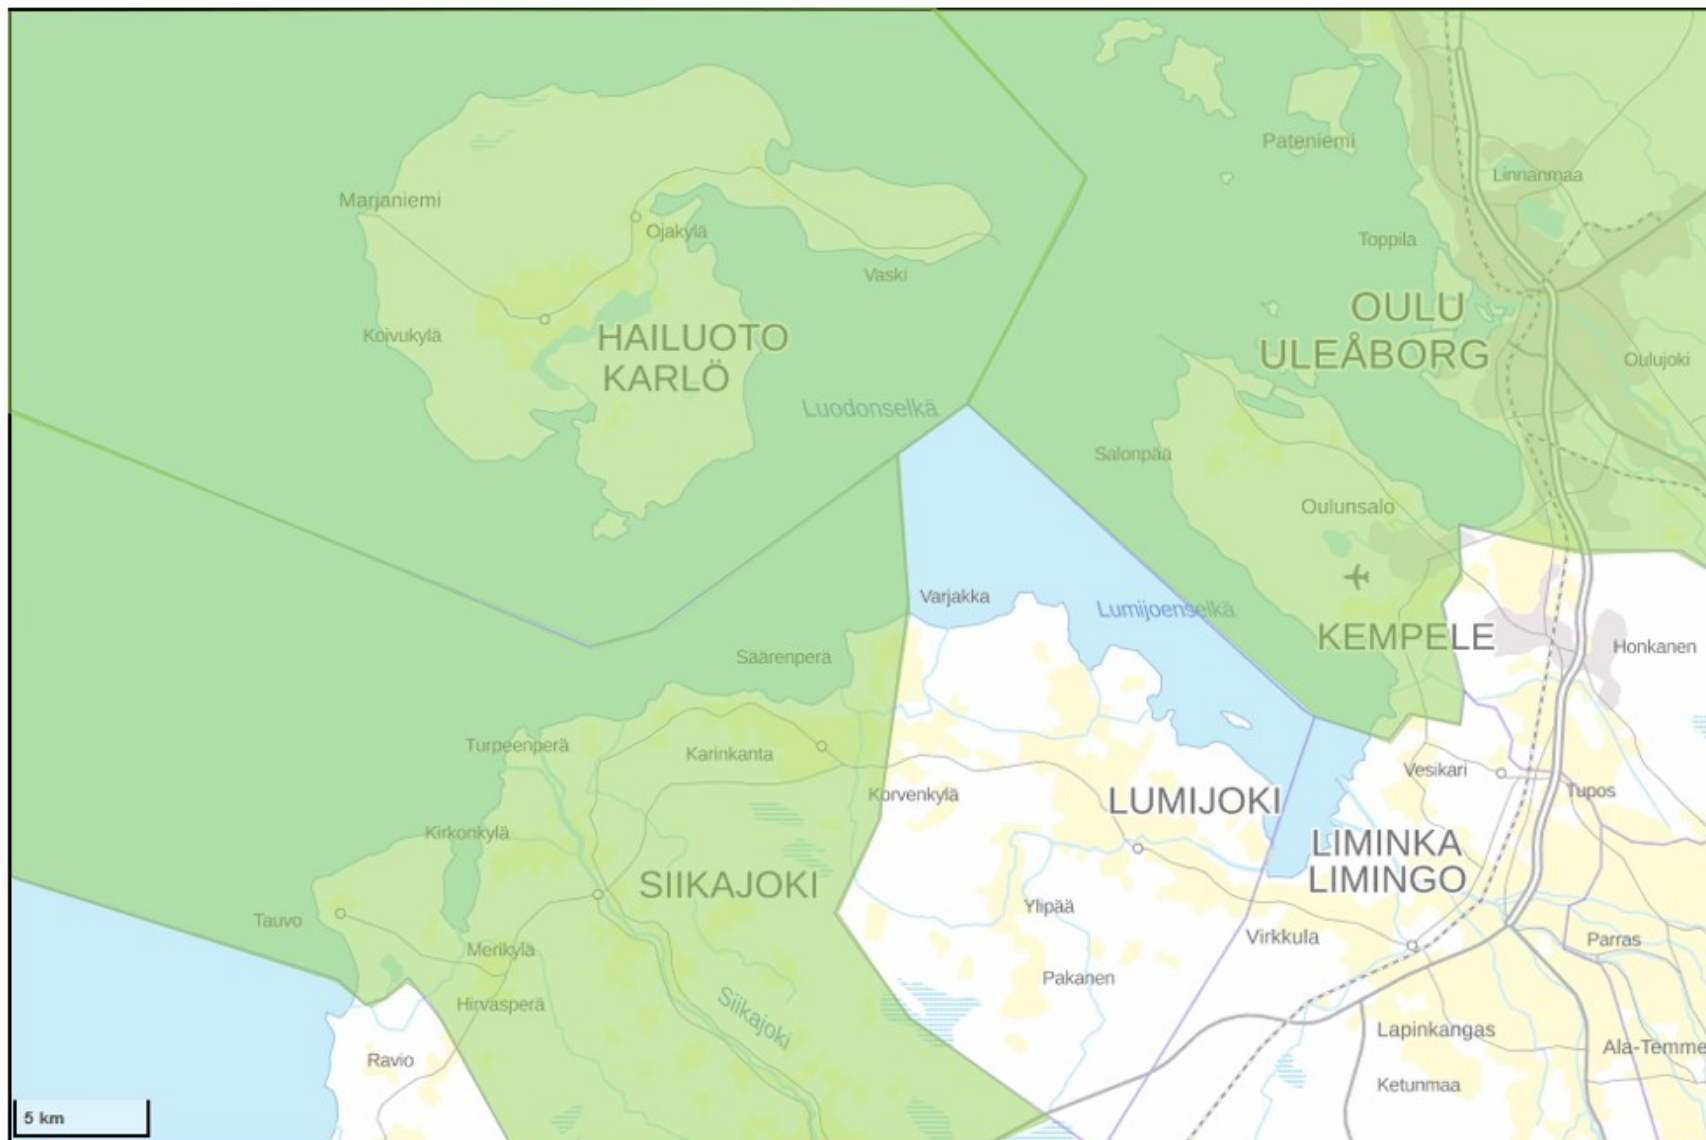 Pateniemi
Linnanmaa
Marjaniemi
Ojakylä
Toppila
Vaski
OULU
ULEÅBORG
Koivukylä
HAILUOTO
KARLÖ
Oulujoki
Luodonselkä
Salonpää
Oulunsalo
Varjakka
Lumijoenselkä
KEMPELE
Honkanen
Säärenperä
Turpeenperä
Karinkanta
Vesikari
Tupos
Korvenkylä
LUMIJOKI
Kirkonkylä
LIMINKA
LIMINGO
SIIKAJOKI
Tauvo
Ylipää
Virkkula
Parras
Merikylä
Pakanen
Hirvasperä
Siikajoki
Lapinkangas
Ala-Temme
Ravio
Ketunmaa
5 km